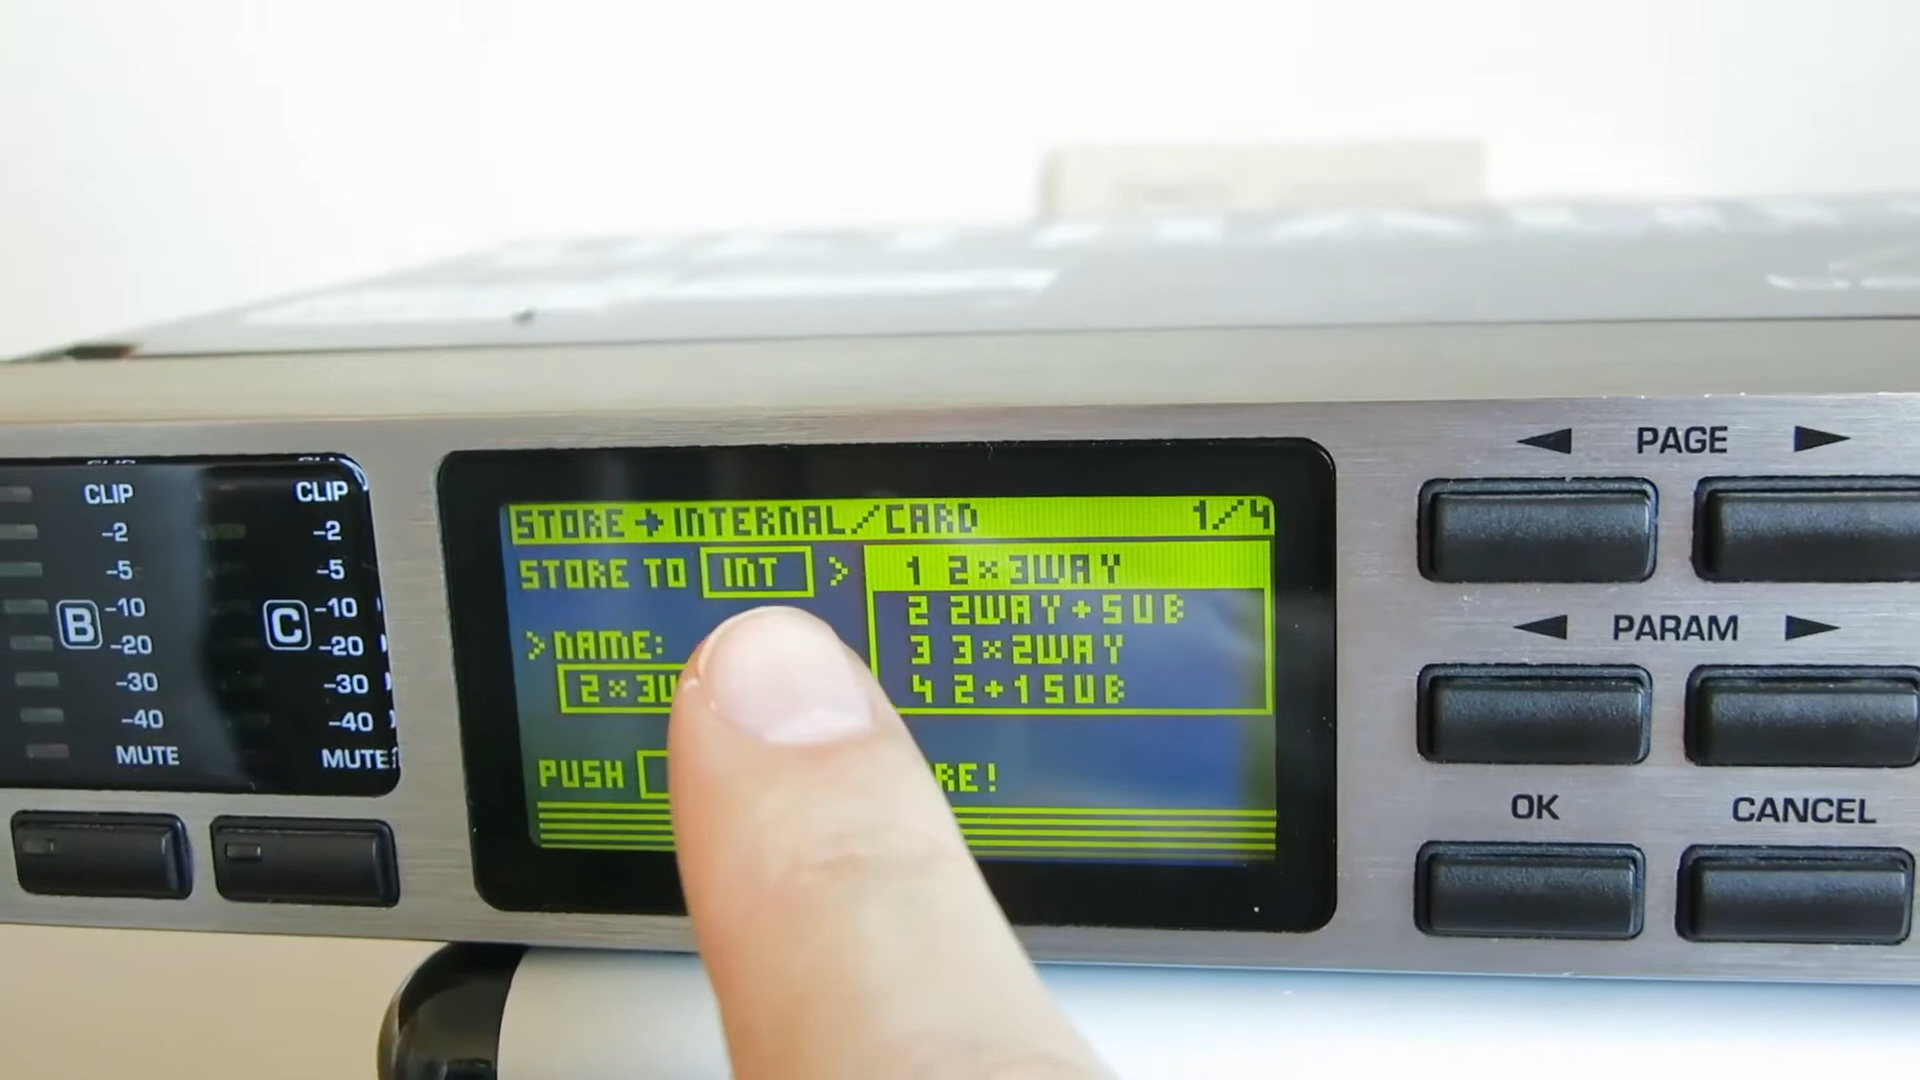 CLIP
-2
-5
B
-10
-20
-30
-40
MUTE
CLIP
-2
-5
C
-10
-20
-30
-40
MUTE
STORE→INTERNAL/CARD 1/4
STORE TO INT >
>NAME:
PUSH
1 2×3WAY
2 2WAY+SUB
3 3×2WAY
4 2+1SUB
◄ PAGE ►
◄ PARAM ►
OK
CANCEL